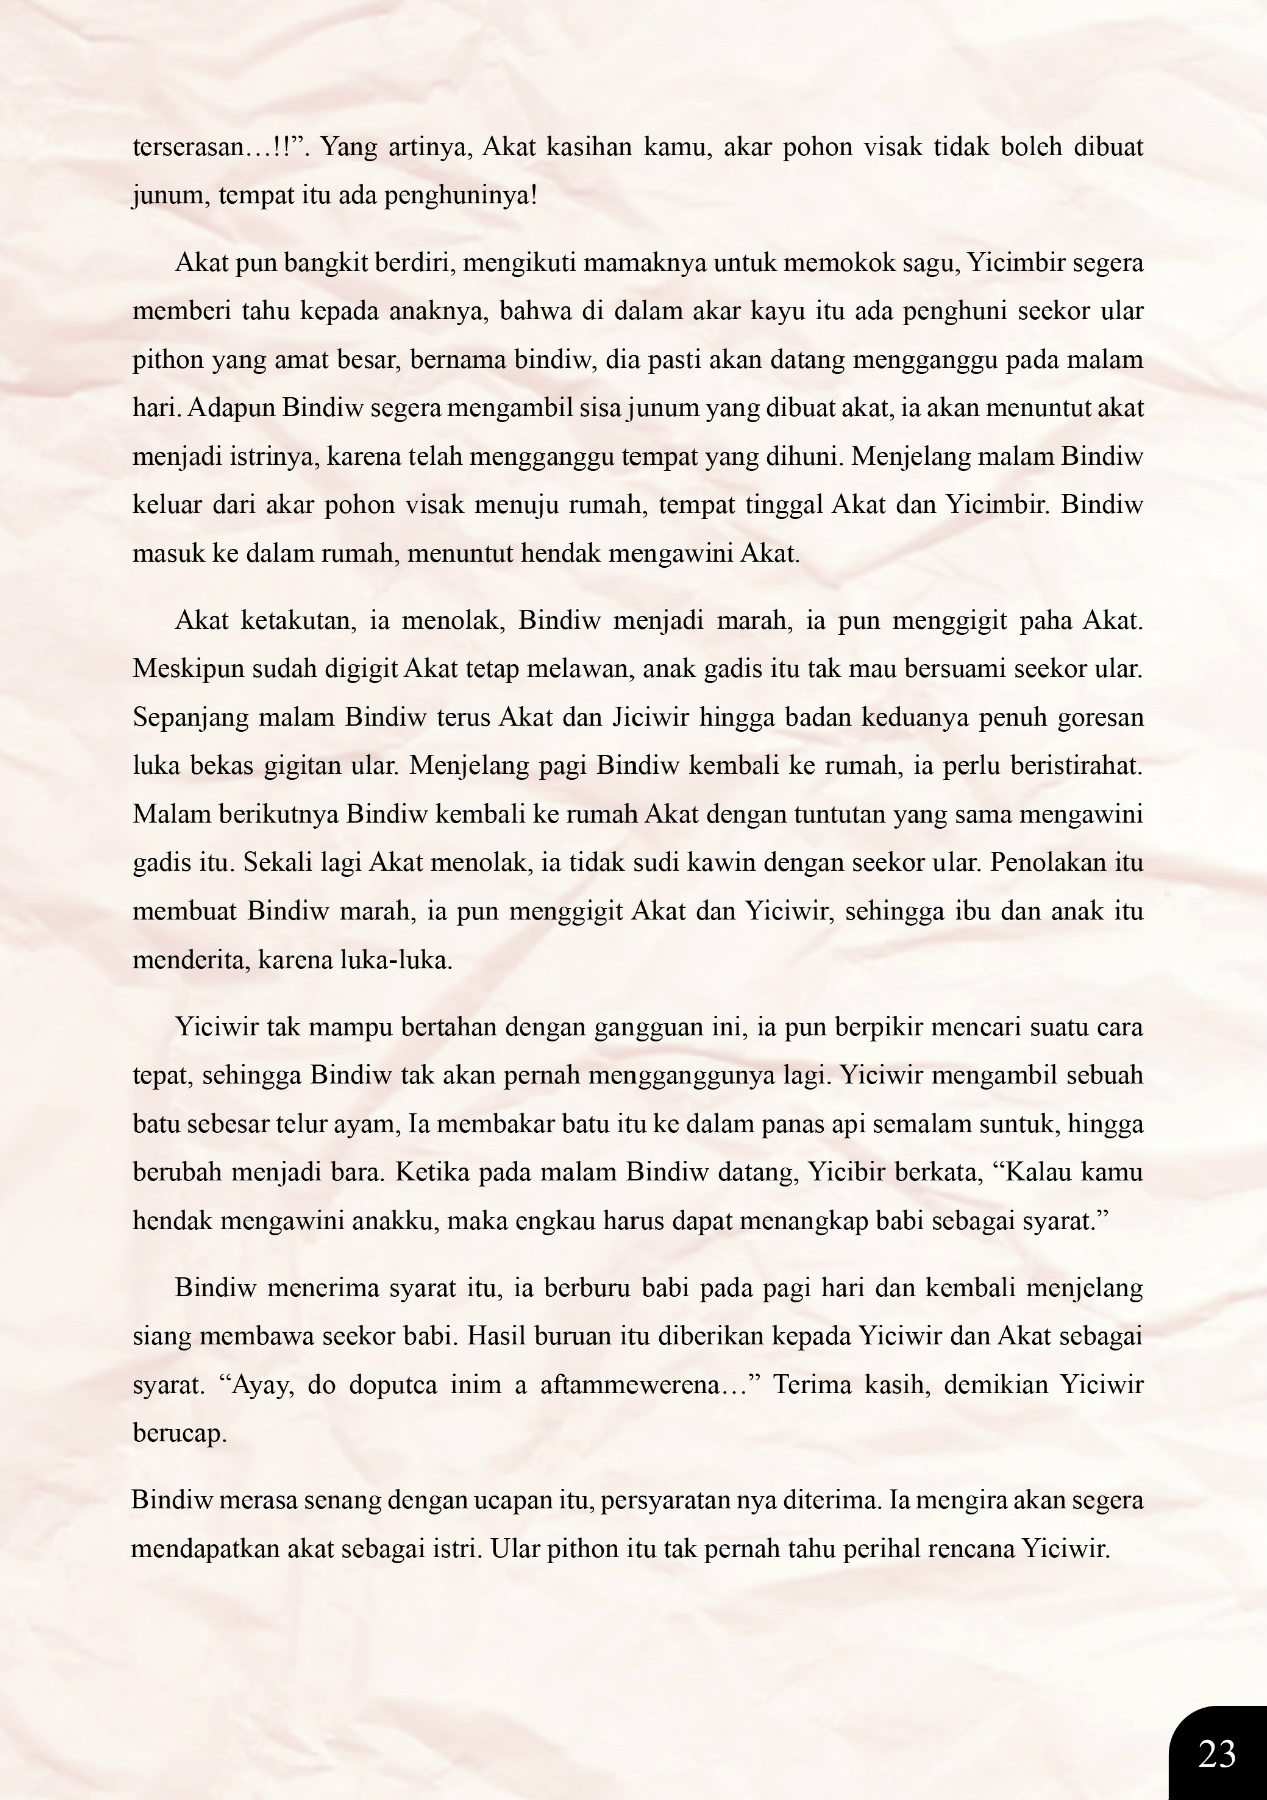 terserasan…!!”. Yang artinya, Akat kasihan kamu, akar pohon visak tidak boleh dibuat
junum, tempat itu ada penghuninya!
Akat pun bangkit berdiri, mengikuti mamaknya untuk memokok sagu, Yicimbir segera
memberi tahu kepada anaknya, bahwa di dalam akar kayu itu ada penghuni seekor ular
pithon yang amat besar, bernama bindiw, dia pasti akan datang mengganggu pada malam
hari. Adapun Bindiw segera mengambil sisa junum yang dibuat akat, ia akan menuntut akat
menjadi istrinya, karena telah mengganggu tempat yang dihuni. Menjelang malam Bindiw
keluar dari akar pohon visak menuju rumah, tempat tinggal Akat dan Yicimbir. Bindiw
masuk ke dalam rumah, menuntut hendak mengawini Akat.
Akat ketakutan, ia menolak, Bindiw menjadi marah, ia pun menggigit paha Akat.
Meskipun sudah digigit Akat tetap melawan, anak gadis itu tak mau bersuami seekor ular.
Sepanjang malam Bindiw terus Akat dan Jiciwir hingga badan keduanya penuh goresan
luka bekas gigitan ular. Menjelang pagi Bindiw kembali ke rumah, ia perlu beristirahat.
Malam berikutnya Bindiw kembali ke rumah Akat dengan tuntutan yang sama mengawini
gadis itu. Sekali lagi Akat menolak, ia tidak sudi kawin dengan seekor ular. Penolakan itu
membuat Bindiw marah, ia pun menggigit Akat dan Yiciwir, sehingga ibu dan anak itu
menderita, karena luka-luka.
Yiciwir tak mampu bertahan dengan gangguan ini, ia pun berpikir mencari suatu cara
tepat, sehingga Bindiw tak akan pernah mengganggunya lagi. Yiciwir mengambil sebuah
batu sebesar telur ayam, Ia membakar batu itu ke dalam panas api semalam suntuk, hingga
berubah menjadi bara. Ketika pada malam Bindiw datang, Yicibir berkata, “Kalau kamu
hendak mengawini anakku, maka engkau harus dapat menangkap babi sebagai syarat.”
Bindiw menerima syarat itu, ia berburu babi pada pagi hari dan kembali menjelang
siang membawa seekor babi. Hasil buruan itu diberikan kepada Yiciwir dan Akat sebagai
syarat. “Ayay, do doputca inim a aftammewerena…” Terima kasih, demikian Yiciwir
berucap.
Bindiw merasa senang dengan ucapan itu, persyaratan nya diterima. Ia mengira akan segera
mendapatkan akat sebagai istri. Ular pithon itu tak pernah tahu perihal rencana Yiciwir.
23